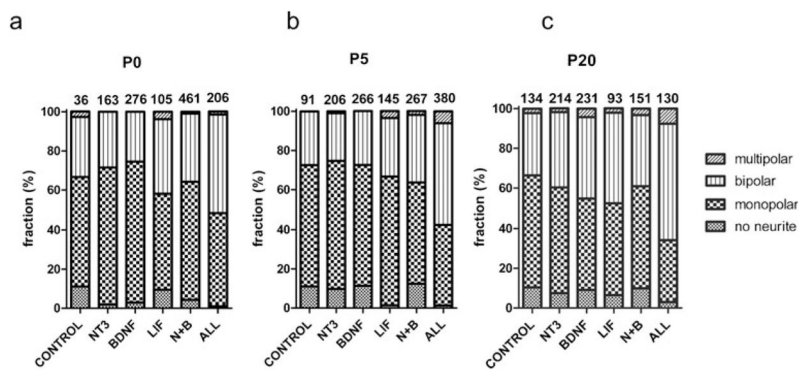 a
b
c
P0
P5
P20
36 163 276 105 461 206
91 206 266 145 267 380
134 214 231 93 151 130
fraction (%)
100
80
60
40
20
0
CONTROL NT3 BDNF LIF N+B ALL
fraction (%)
100
80
60
40
20
0
CONTROL NT3 BDNF LIF N+B ALL
fraction (%)
100
80
60
40
20
0
CONTROL NT3 BDNF LIF N+B ALL
multipolar
bipolar
monopolar
no neurite